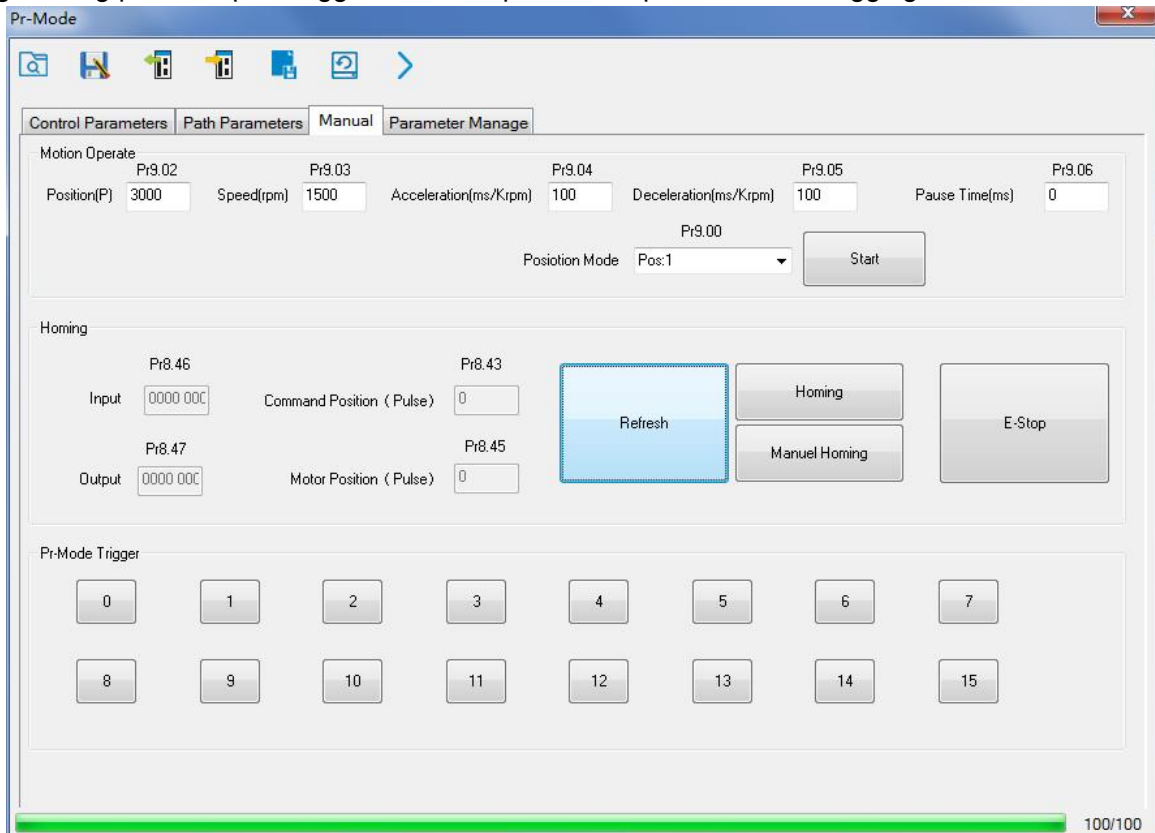 Pr-Mode
Control Parameters Path Parameters Manual Parameter Manage
Motion Operate
Pr9.02 Pr9.03 Pr9.04 Pr9.05 Pr9.06
Position(P) 3000 Speed(rpm) 1500 Acceleration(ms/Krpm) 100 Deceleration(ms/Krpm) 100 Pause Time(ms) 0
Pr9.00
Posiotion Mode Pos:1 Start
Homing
Pr8.46 Pr8.43
Input 0000 000 Command Position ( Pulse ) 0
Refresh Homing E-Stop
Pr8.47 Pr8.45
Manuel Homing
Output 0000 000 Motor Position ( Pulse ) 0
Pr-Mode Trigger
0 1 2 3 4 5 6 7
8 9 10 11 12 13 14 15
100/100